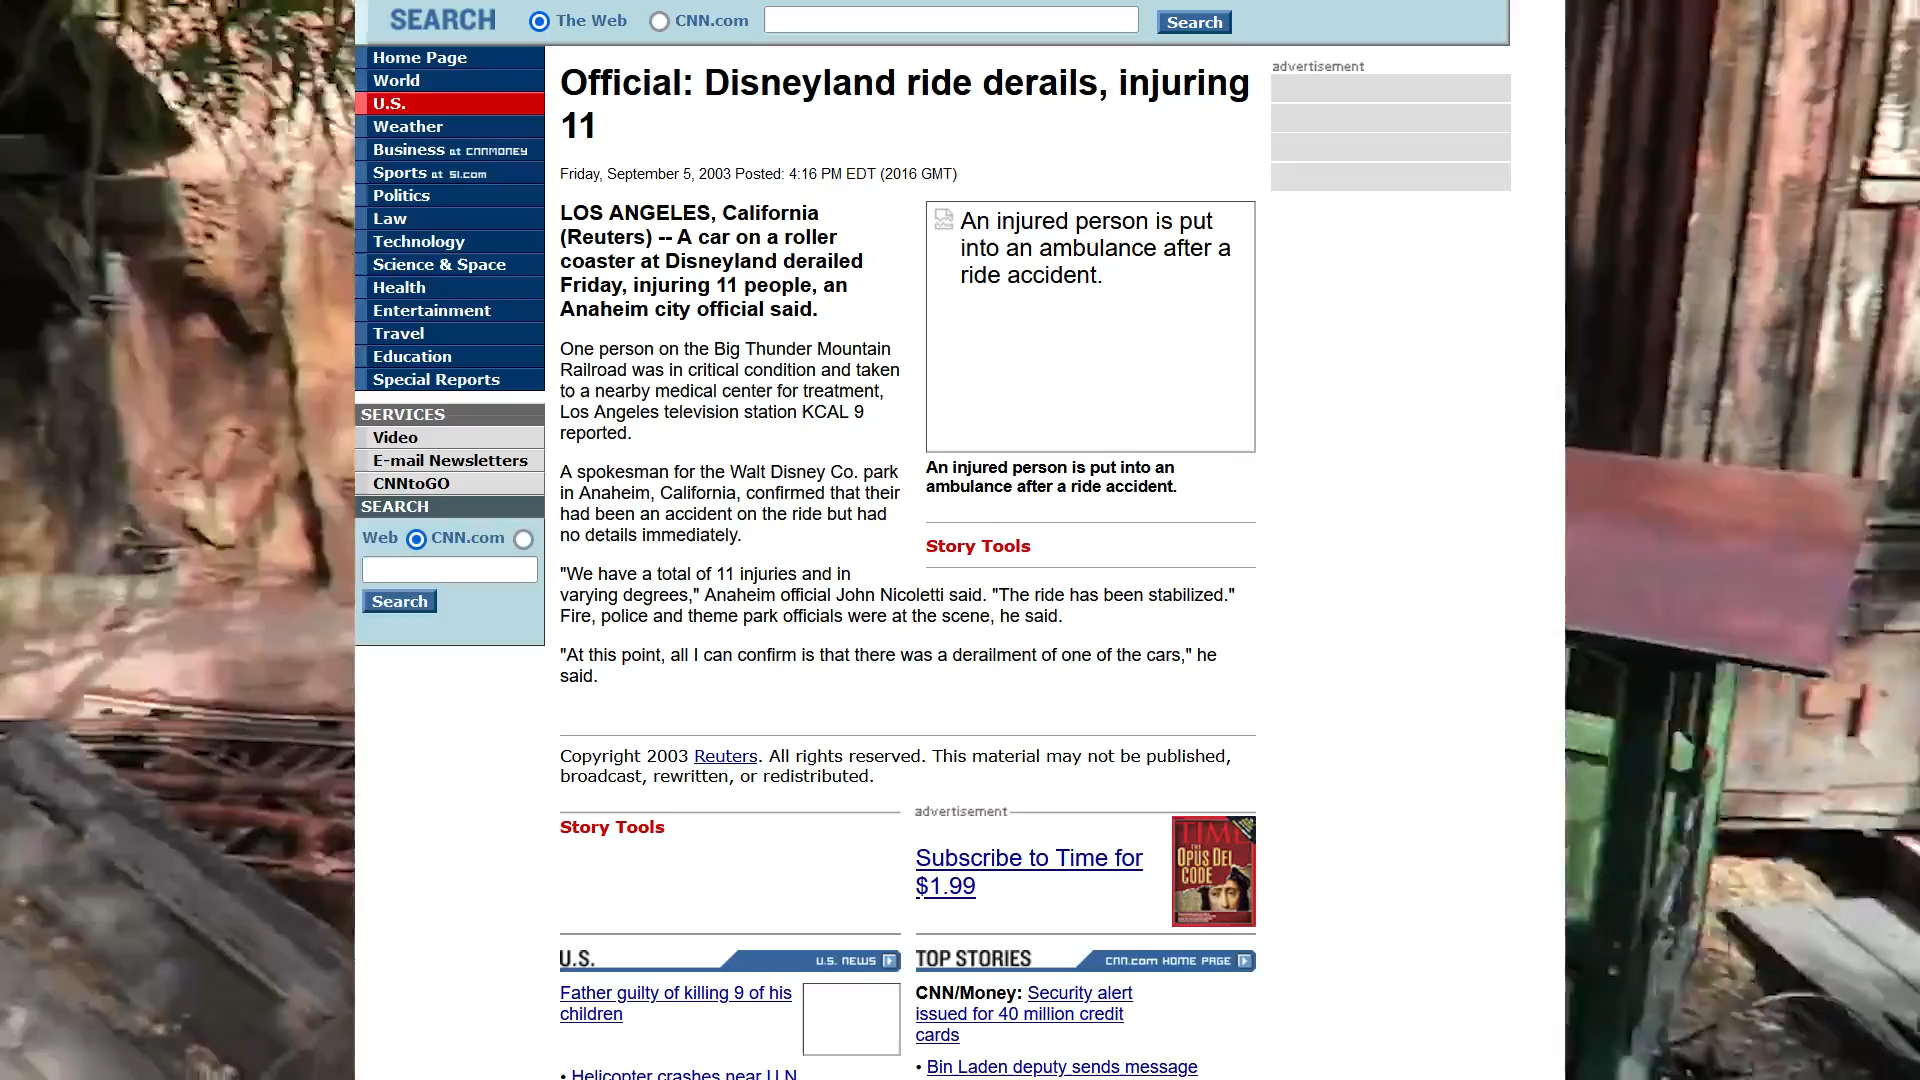 SEARCH The Web CNN.com Search
Home Page
World
U.S.
Weather
Business at CNNMONEY
Sports at SI.com
Politics
Law
Technology
Science & Space
Health
Entertainment
Travel
Education
Special Reports
SERVICES
Video
E-mail Newsletters
CNNtoGO
SEARCH
Web CNN.com
Search
Official: Disneyland ride derails, injuring
11
Friday, September 5, 2003 Posted: 4:16 PM EDT (2016 GMT)
LOS ANGELES, California
(Reuters) -- A car on a roller
coaster at Disneyland derailed
Friday, injuring 11 people, an
Anaheim city official said.
One person on the Big Thunder Mountain
Railroad was in critical condition and taken
to a nearby medical center for treatment,
Los Angeles television station KCAL 9
reported.
A spokesman for the Walt Disney Co. park
in Anaheim, California, confirmed that their
had been an accident on the ride but had
no details immediately.
"We have a total of 11 injuries and in
varying degrees," Anaheim official John Nicoletti said. "The ride has been stabilized."
Fire, police and theme park officials were at the scene, he said.
"At this point, all I can confirm is that there was a derailment of one of the cars," he
said.
An injured person is put
into an ambulance after a
ride accident.
An injured person is put into an
ambulance after a ride accident.
Story Tools
advertisement
Copyright 2003 Reuters. All rights reserved. This material may not be published,
broadcast, rewritten, or redistributed.
Story Tools
advertisement
Subscribe to Time for
$1.99
TIME
THE
OPUS DEI
CODE
U.S. U.S. NEWS
Father guilty of killing 9 of his
children
• Helicopter crashes near U.N.
TOP STORIES CNN.com HOME PAGE
CNN/Money: Security alert
issued for 40 million credit
cards
• Bin Laden deputy sends message